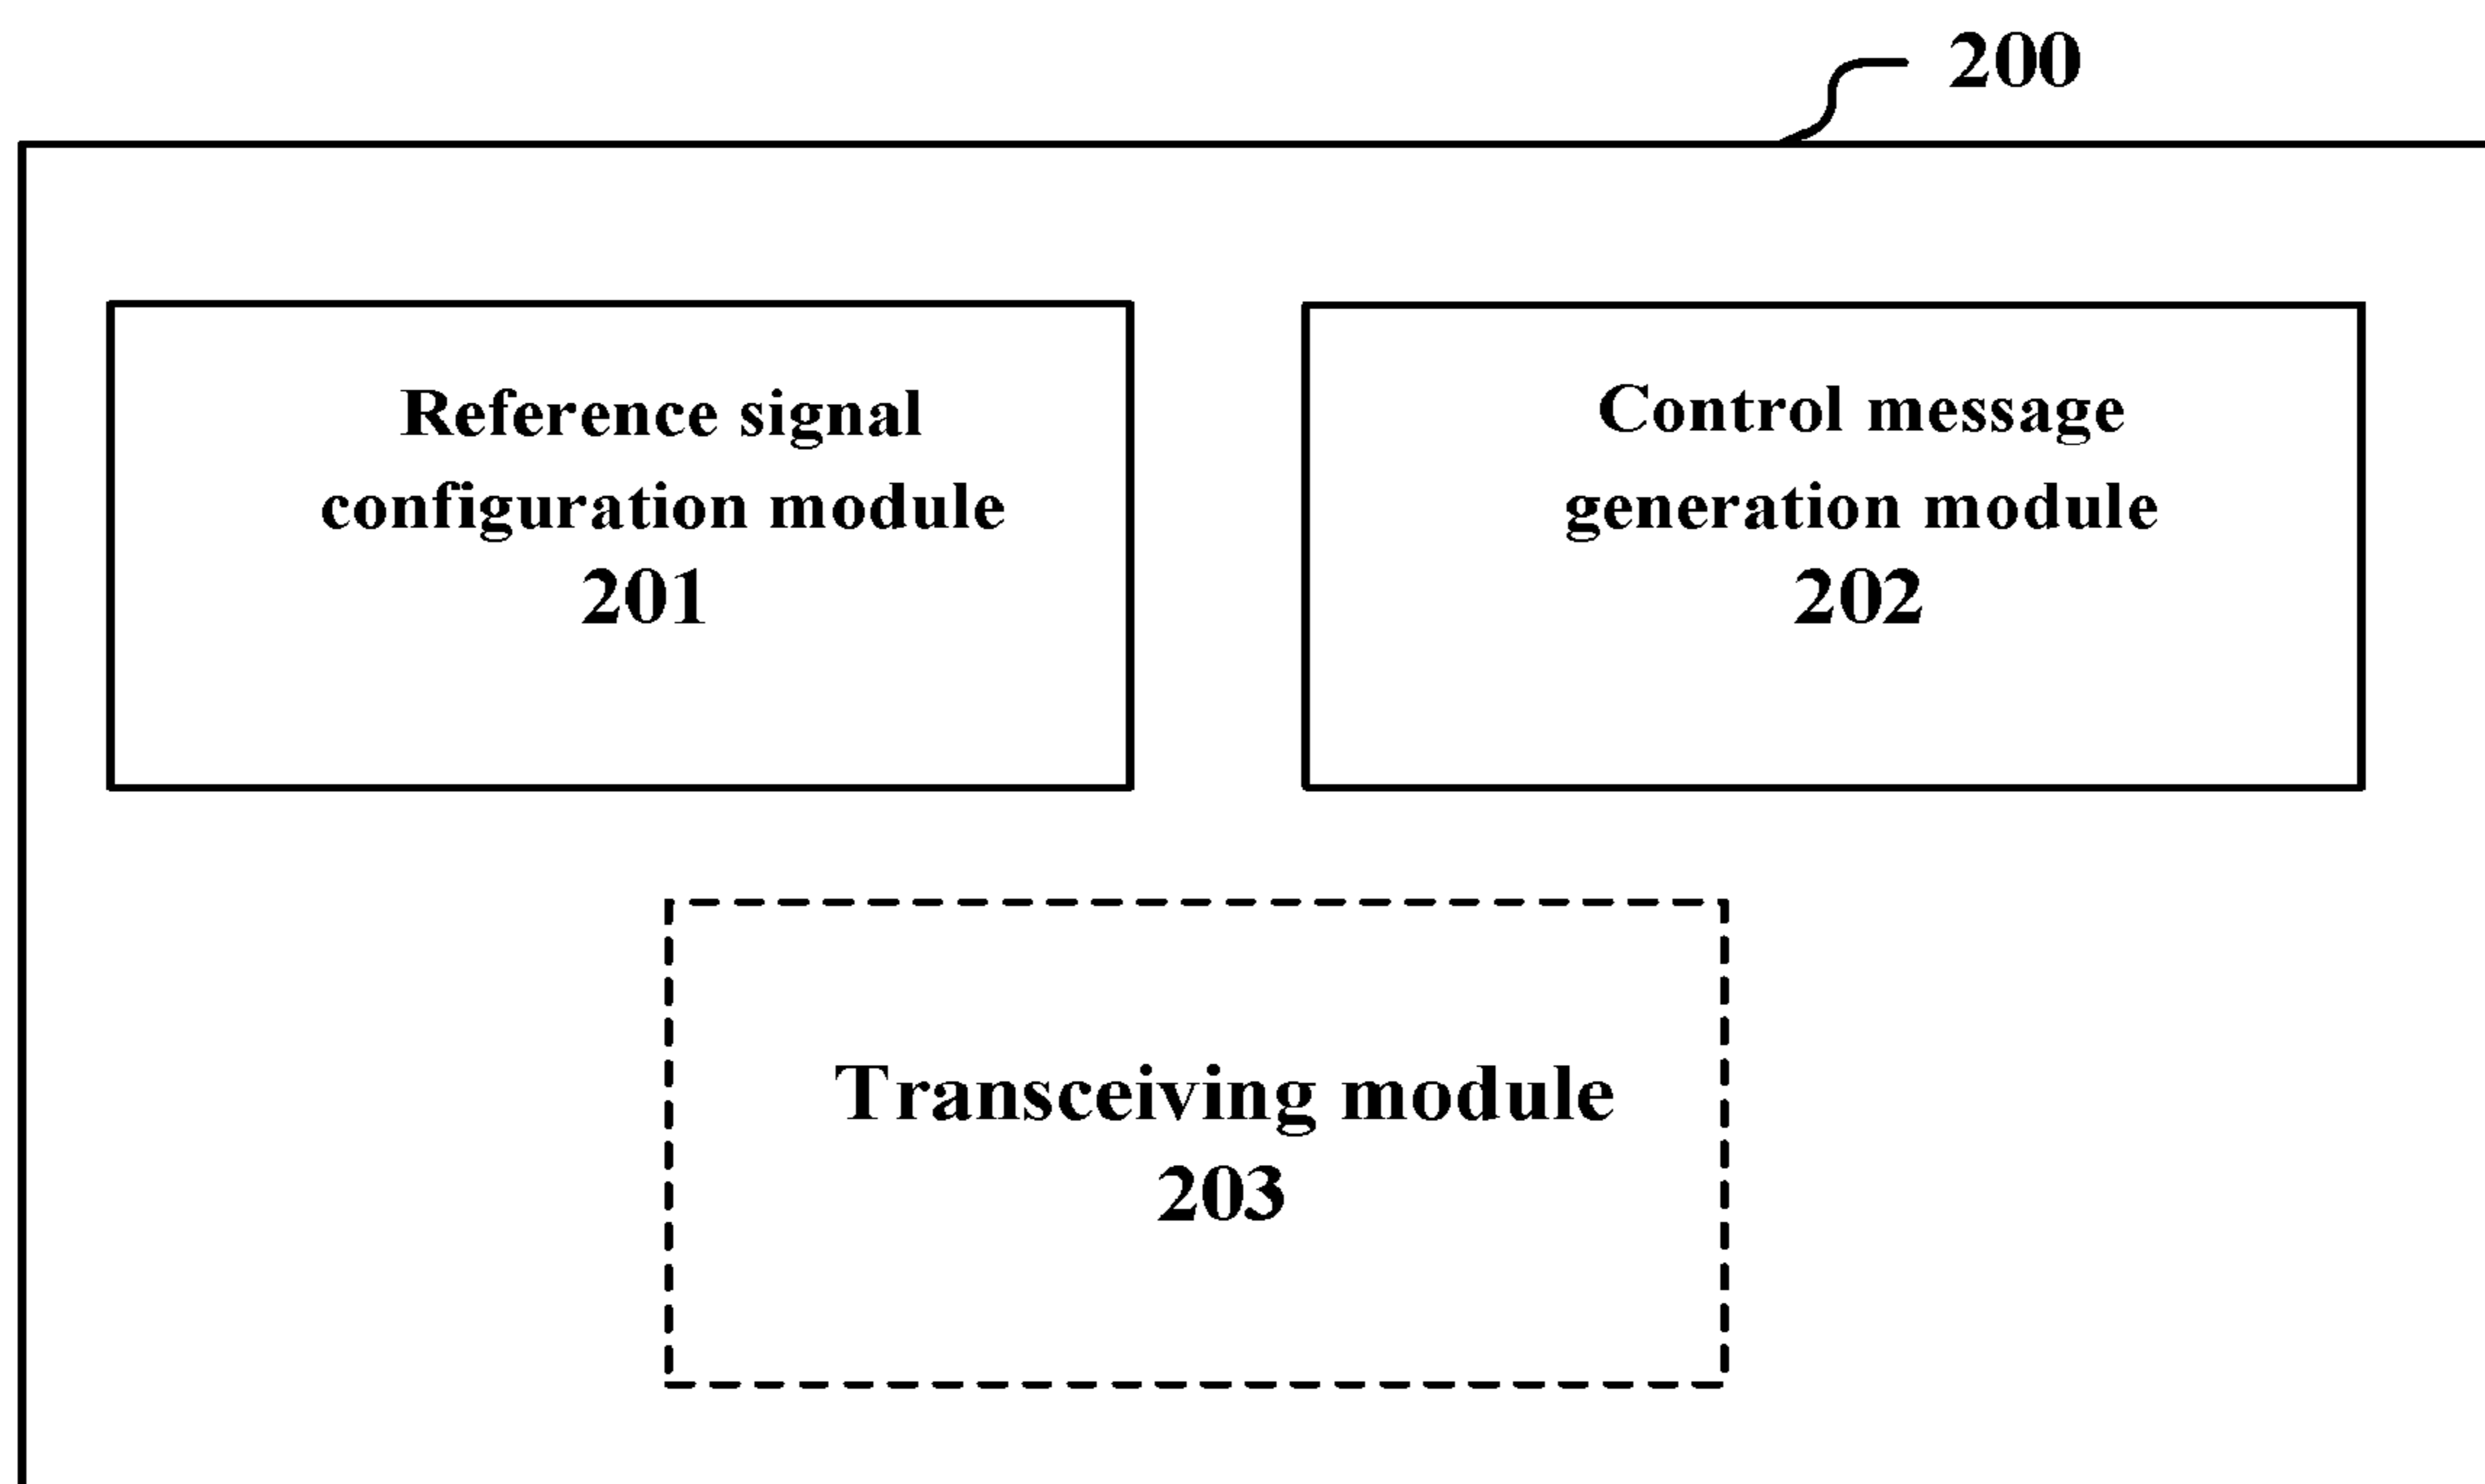 200
Reference signal
configuration module
201
Control message
generation module
202
Transceiving module
203